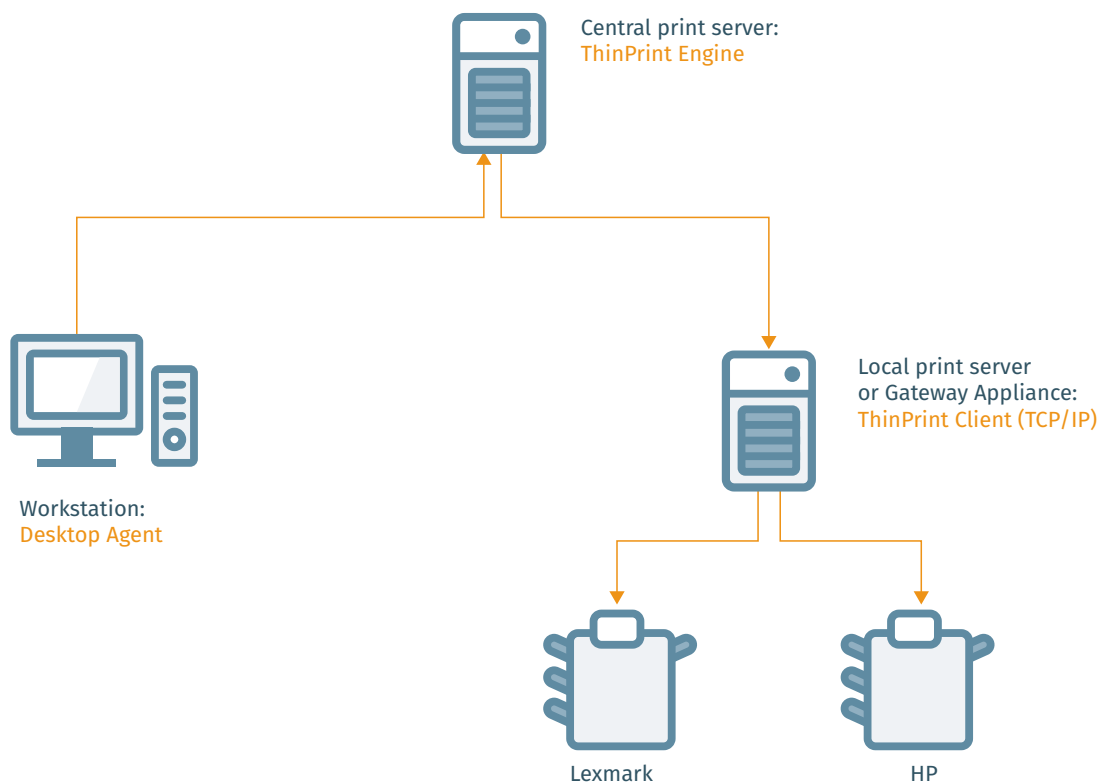 Central print server:
ThinPrint Engine
Local print server
or Gateway Appliance:
ThinPrint Client (TCP/IP)
Workstation:
Desktop Agent
Lexmark
HP